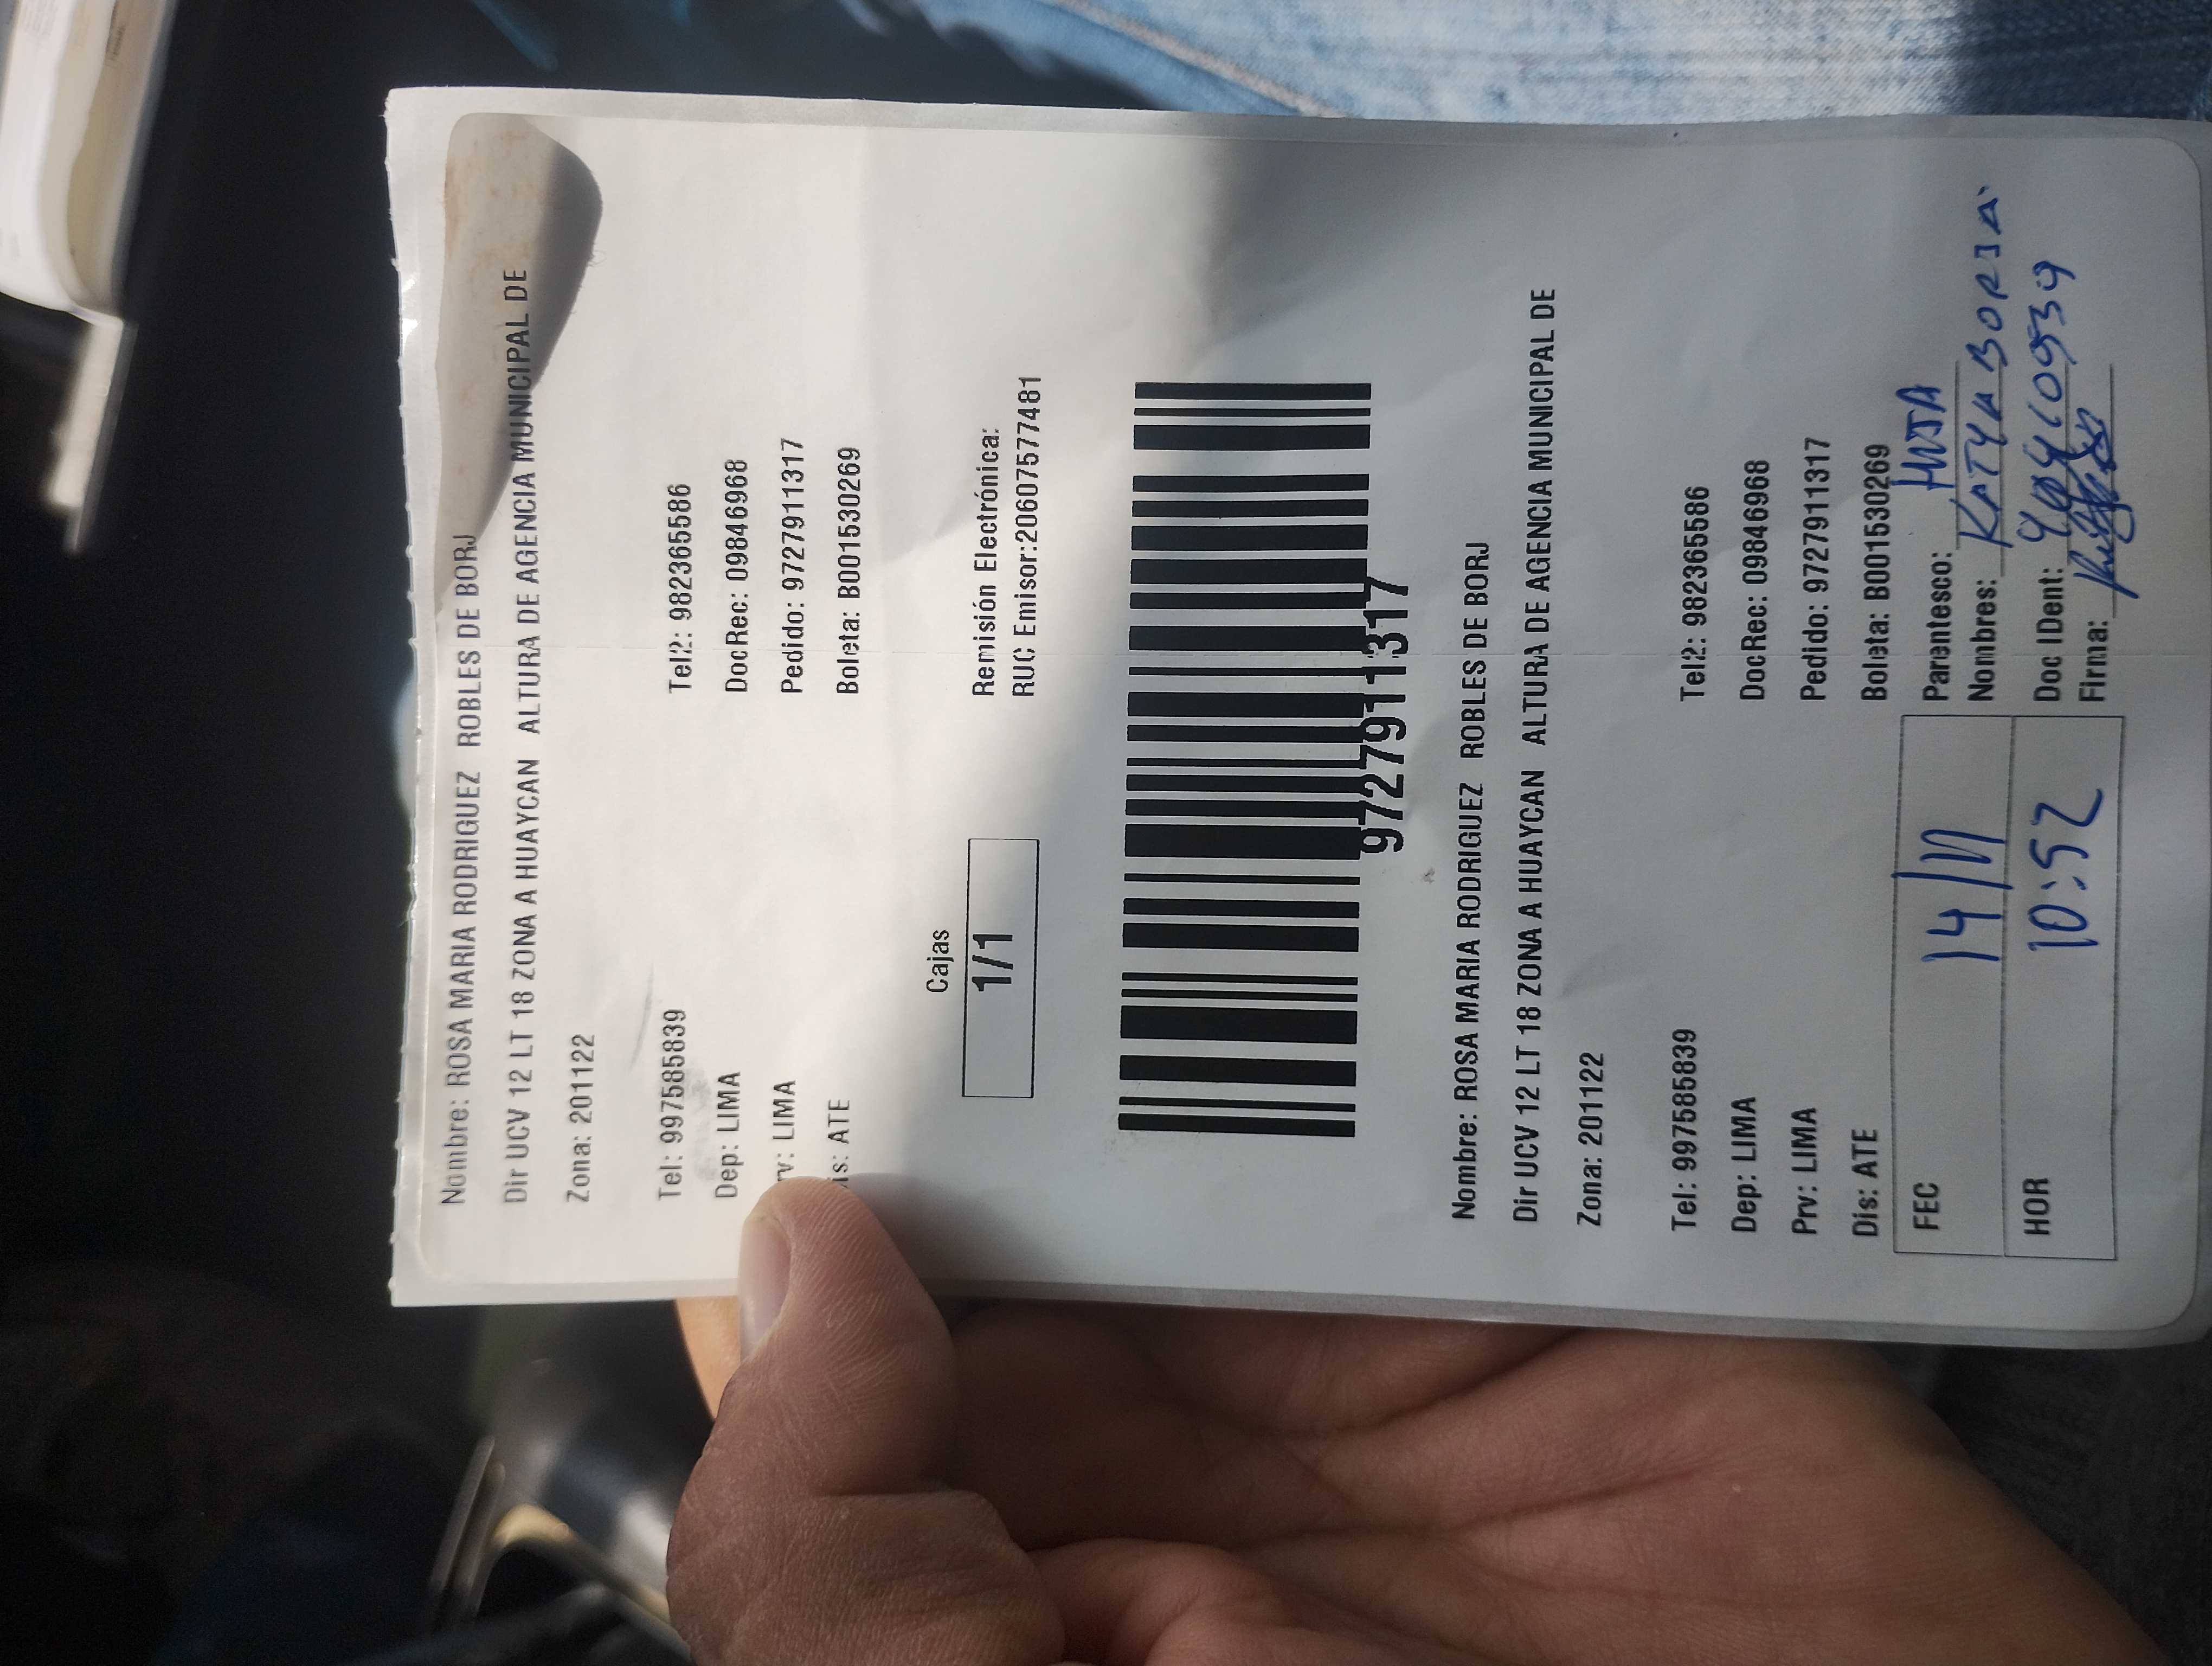 Nombre: ROSA MARIA RODRIGUEZ ROBLES DE BORJ
Dir UCV 12 LT 18 ZONA A HUAYCAN ALTURA DE AGENCIA MUNICIPAL DE
Zona: 201122
Tel: 997585839 Tel2: 982365586
Dep: LIMA DocRec: 09846968
rv: LIMA Pedido: 972791131​7
is: ATE Boleta: B001530269
Cajas
1/1
Remisión Electrónica:
RUC Emisor:20607577481
9727911317
Nombre: ROSA MARIA RODRIGUEZ ROBLES DE BORJ
Dir UCV 12 LT 18 ZONA A HUAYCAN ALTURA DE AGENCIA MUNICIPAL DE
Zona: 201122
Tel: 997585839 Tel2: 982365586
Dep: LIMA DocRec: 09846968
Prv: LIMA Pedido: 9727911317
Dis: ATE Boleta: B001530269
FEC 14/11 Parentesco: HIJA
Nombres: KATYA BORJA
HOR 10:52 Doc IDent:
Firma: